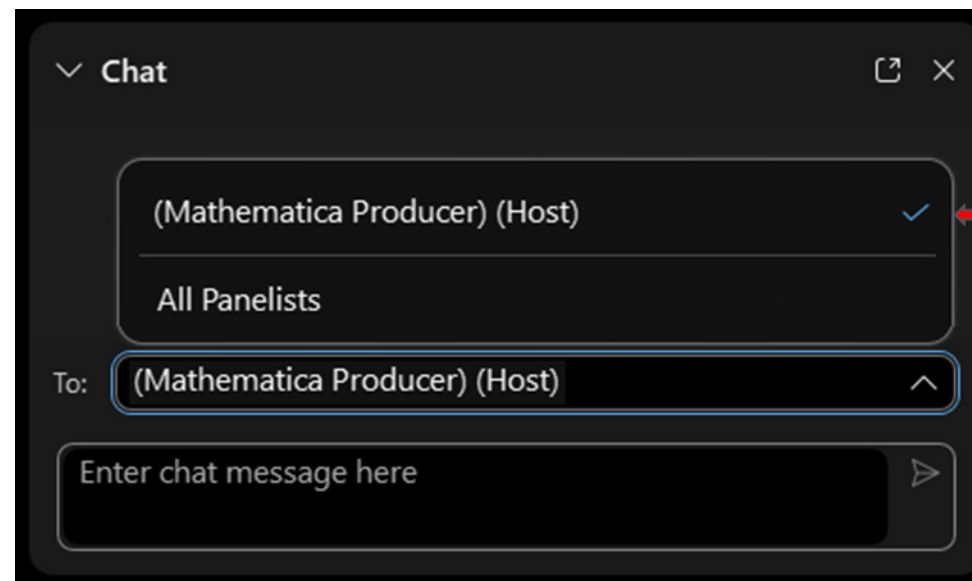 Chat
(Mathematica Producer) (Host)
All Panelists
To: (Mathematica Producer) (Host)
Enter chat message here